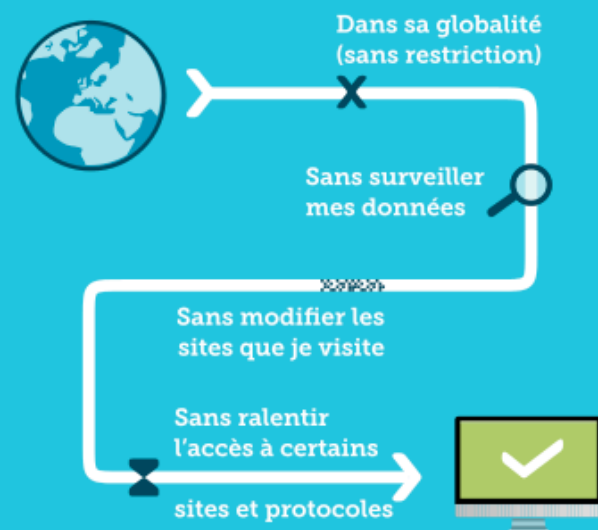 Dans sa globalité
(sans restriction)
Sans surveiller
mes données
Sans modifier les
sites que je visite
Sans ralentir
l'accès à certains
sites et protocoles